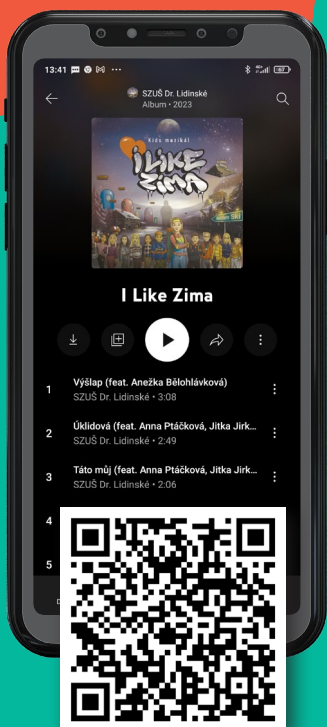 13:41
67
SZUŠ Dr. Lidinské
Album • 2023
Kids muzikál
I LIKE
ZIMA
I Like Zima
1
Výšlap (feat. Anežka Bělohlávková)
SZUŠ Dr. Lidinské • 3:08
2
Úklidová (feat. Anna Ptáčková, Jitka Jirk...
SZUŠ Dr. Lidinské • 2:49
3
Táto můj (feat. Anna Ptáčková, Jitka Jirk...
SZUŠ Dr. Lidinské • 2:06
4
5